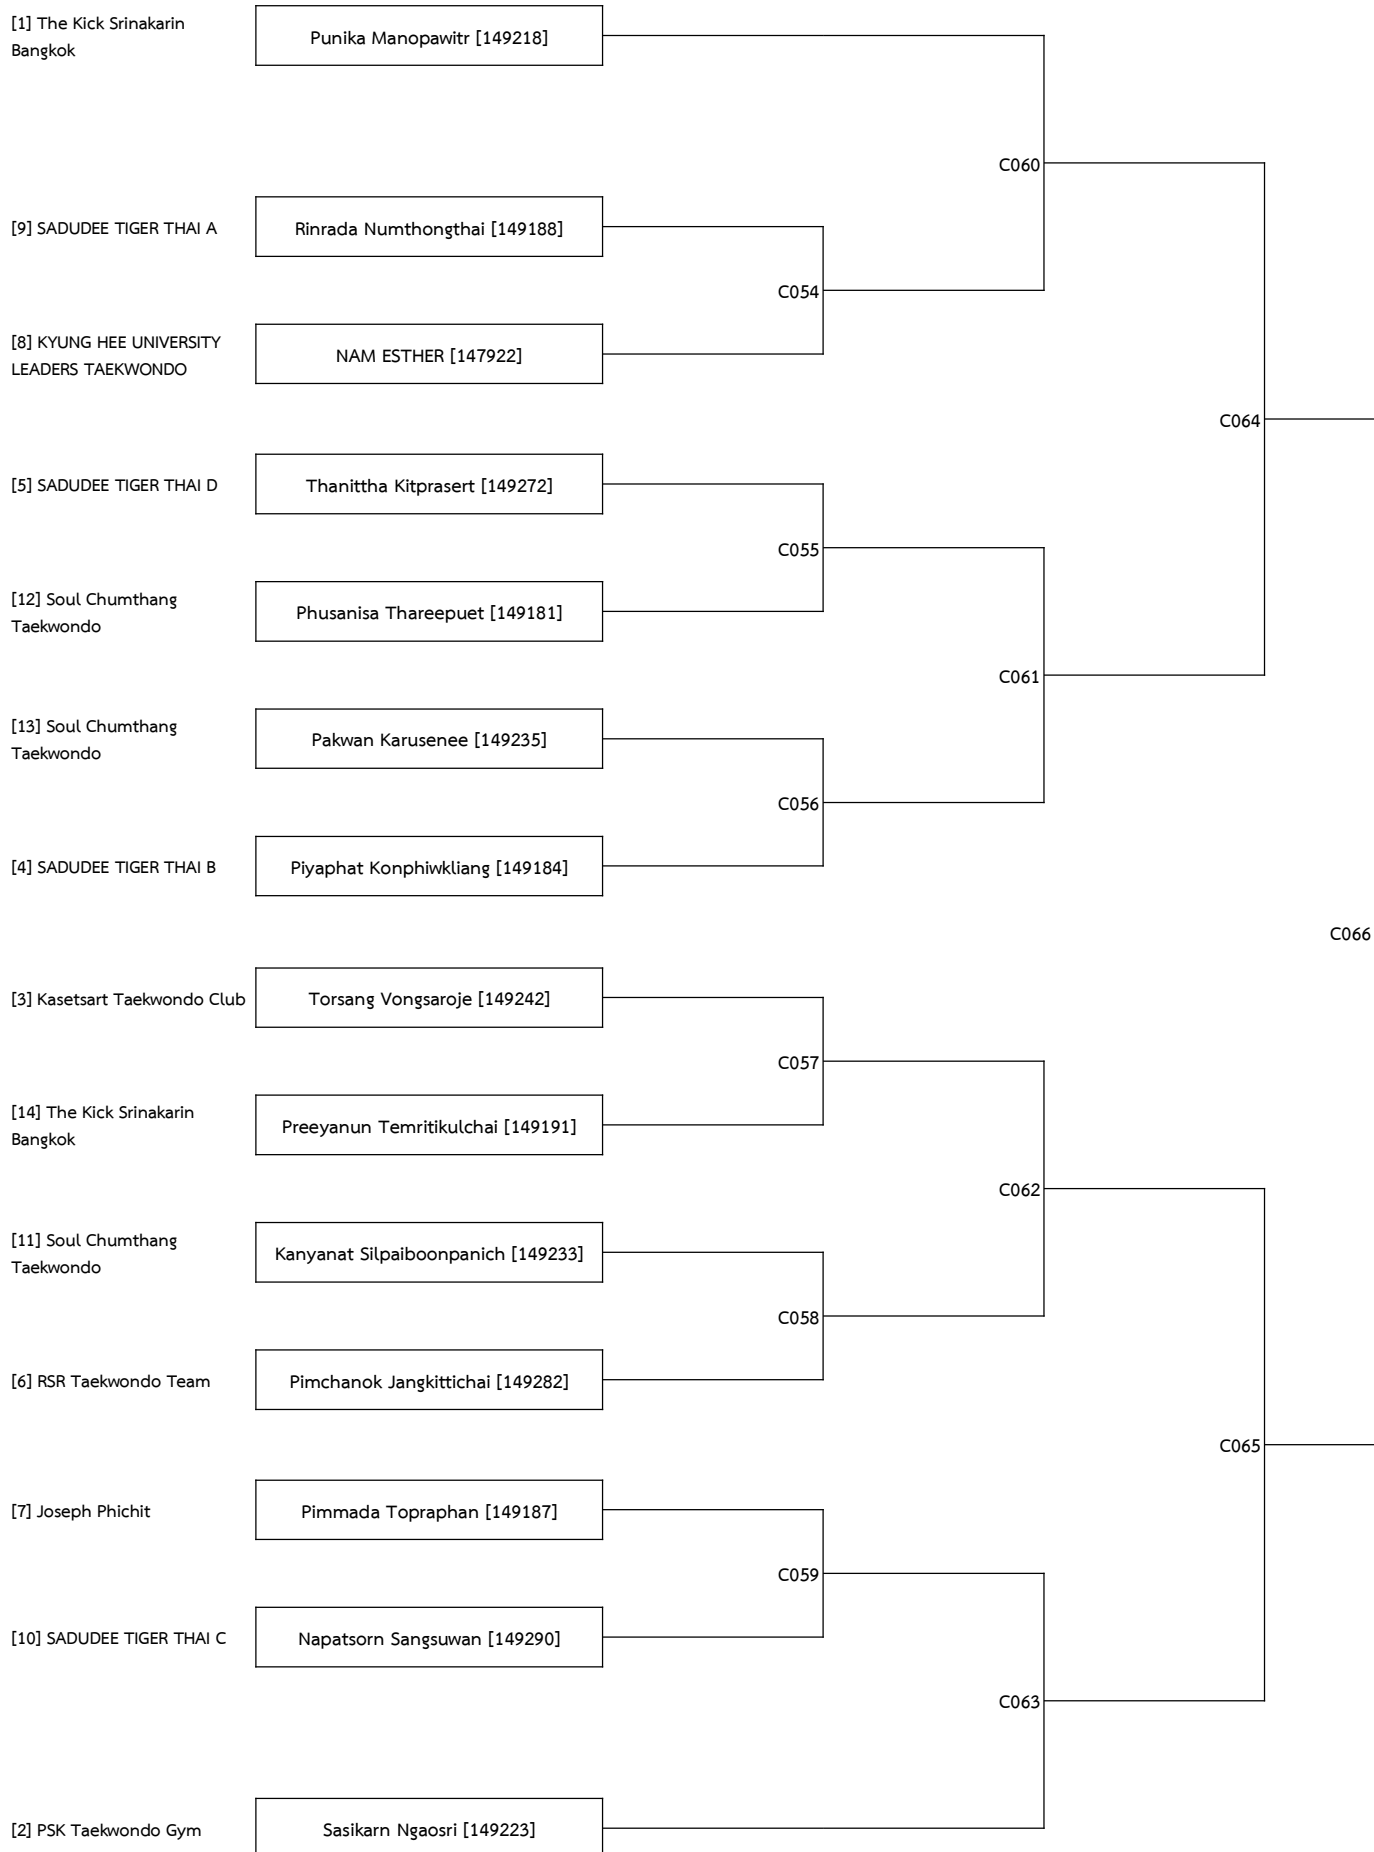 [1] The Kick Srinakarin
Bangkok
Punika Manopawitr [149218]
C060
[9] SADUDEE TIGER THAI A
Rinrada Numthongthai [149188]
C054
[8] KYUNG HEE UNIVERSITY
LEADERS TAEKWONDO
NAM ESTHER [147922]
C064
[5] SADUDEE TIGER THAI D
Thanittha Kitprasert [149272]
C055
[12] Soul Chumthang
Taekwondo
Phusanisa Thareepuet [149181]
C061
[13] Soul Chumthang
Taekwondo
Pakwan Karusenee [149235]
C056
[4] SADUDEE TIGER THAI B
Piyaphat Konphiwkliang [149184]
C066
[3] Kasetsart Taekwondo Club
Torsang Vongsaroje [149242]
C057
[14] The Kick Srinakarin
Bangkok
Preeyanun Temritikulchai [149191]
C062
[11] Soul Chumthang
Taekwondo
Kanyanat Silpaiboonpanich [149233]
C058
[6] RSR Taekwondo Team
Pimchanok Jangkittichai [149282]
C065
[7] Joseph Phichit
Pimmada Topraphan [149187]
C059
[10] SADUDEE TIGER THAI C
Napatsorn Sangsuwan [149290]
C063
[2] PSK Taekwondo Gym
Sasikarn Ngaosri [149223]